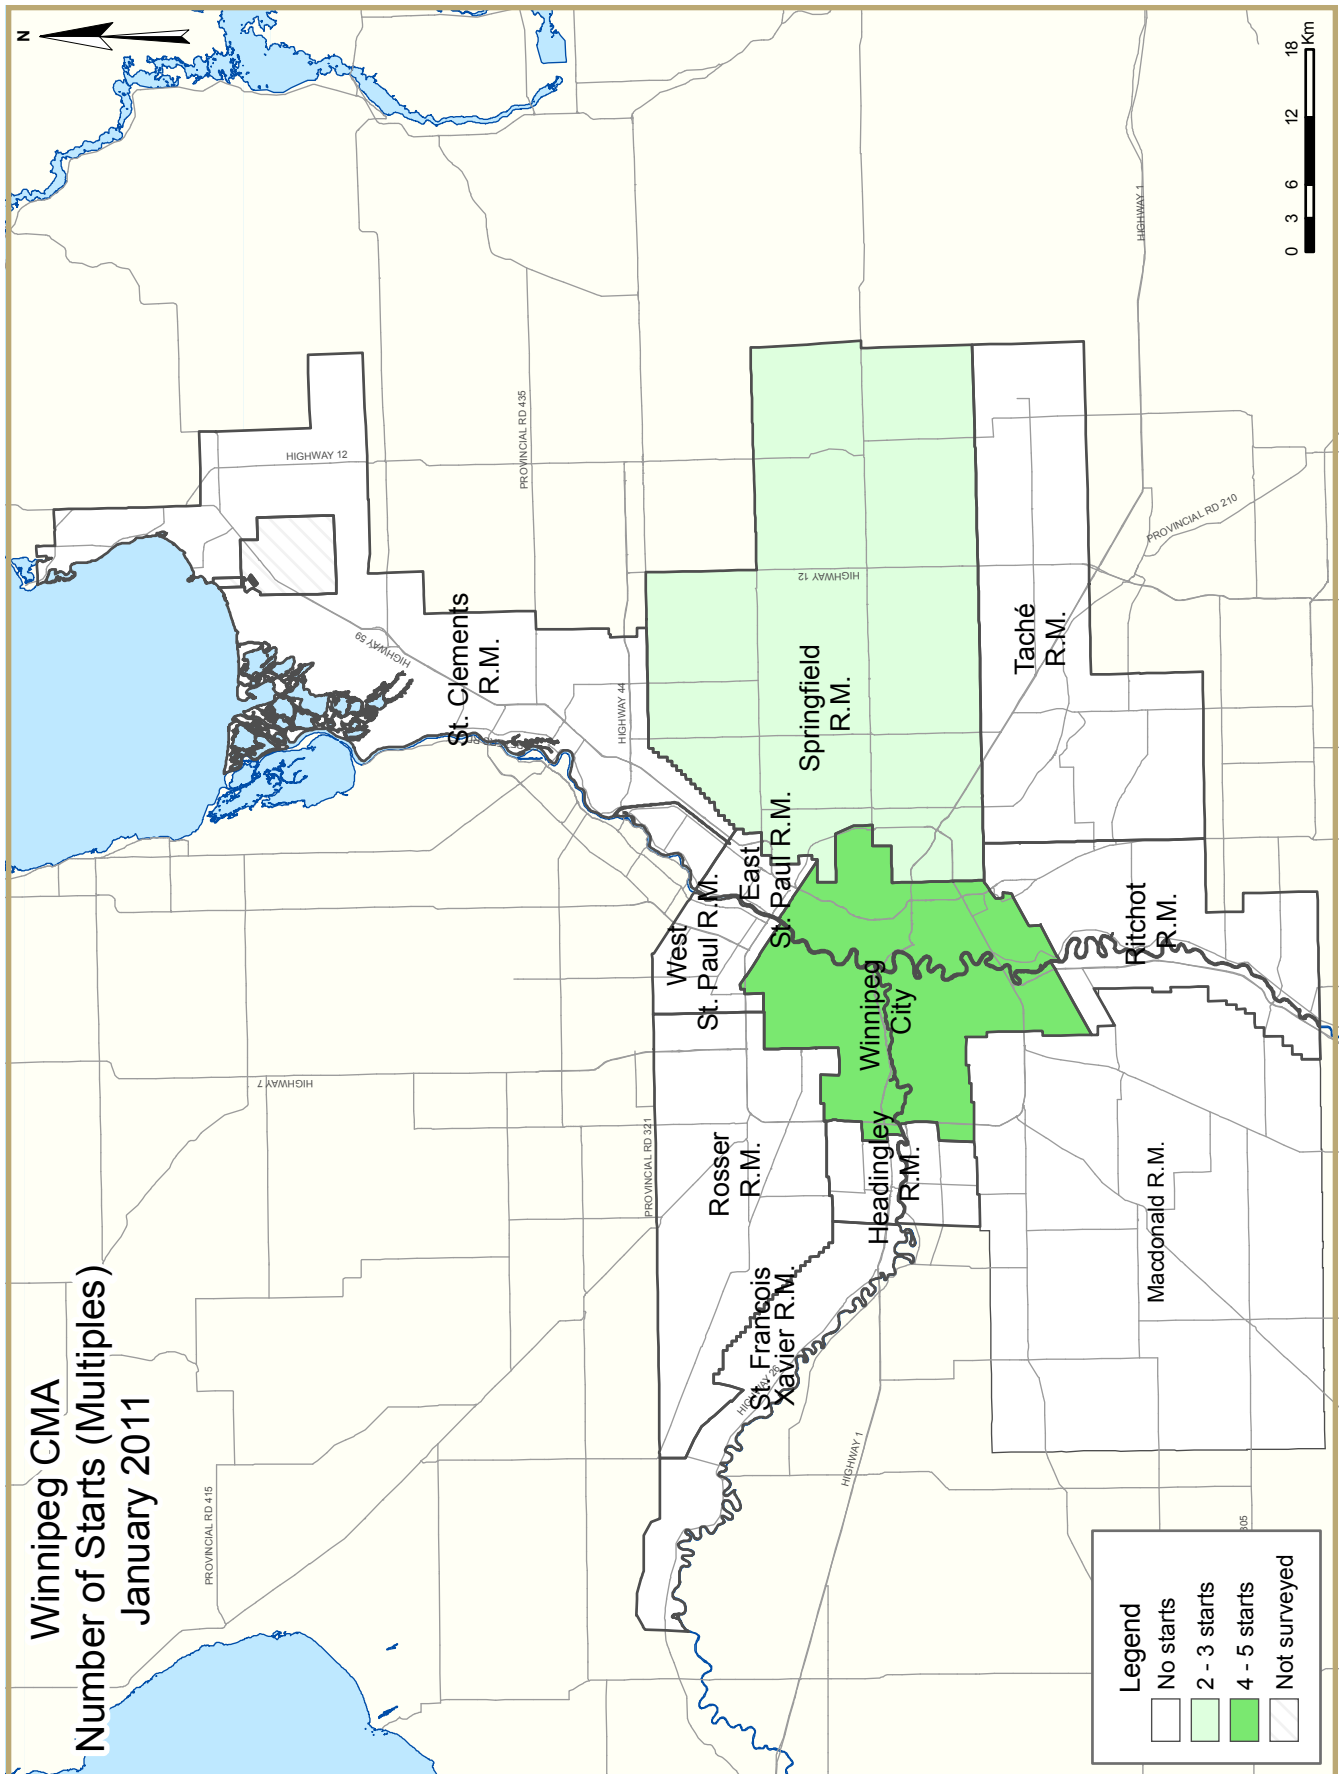 Winnipeg CMA
Number of Starts (Multiples)
January 2011
N
HIGHWAY 12
PROVINCIAL RD 435
HIGHWAY 59
St. Clements
R.M.
HIGHWAY 44
HIGHWAY 7
PROVINCIAL RD 415
PROVINCIAL RD 321
West
St. Paul R.M.
East
St. Paul R.M.
Springfield
R.M.
HIGHWAY 12
Rosser
R.M.
St. Francois
Xavier R.M.
HIGHWAY 26
Headingley
R.M.
Winnipeg
City
HIGHWAY 1
Taché
R.M.
HIGHWAY 1
PROVINCIAL RD 210
Ritchot
R.M.
Macdonald R.M.
305
Legend
No starts
2 - 3 starts
4 - 5 starts
Not surveyed
0 3 6 12 18
Km